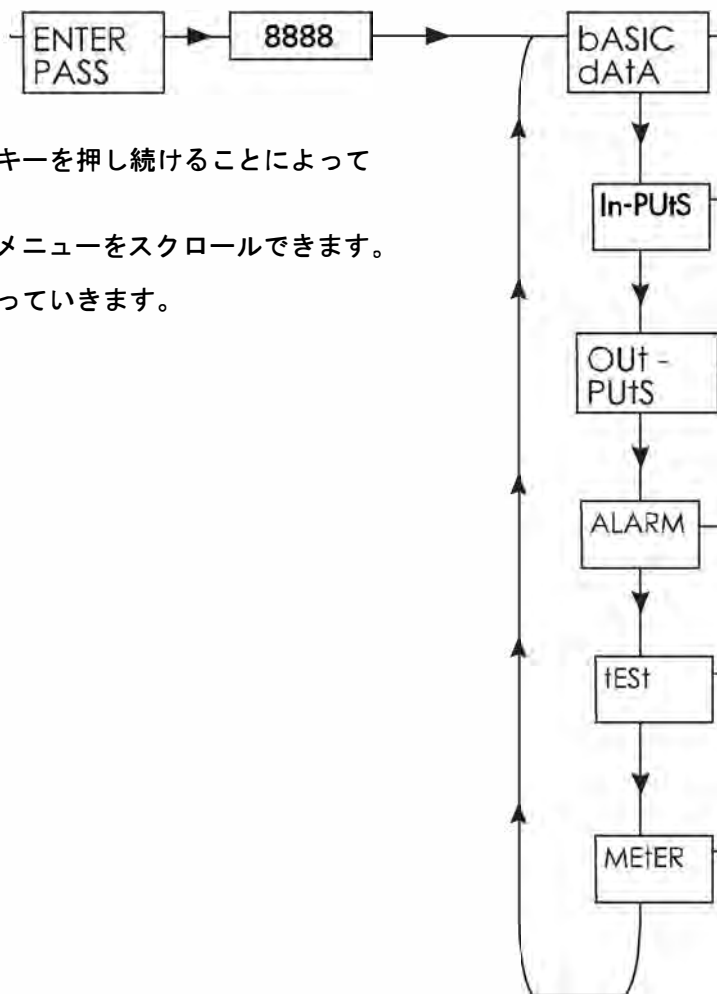 ENTER
PASS
8888
bASIC
dAtA
キーを押し続けることによって
メニューをスクロールできます。
っていきます。
In-PUtS
OUt -
PUtS
ALARM
tESt
MEtER